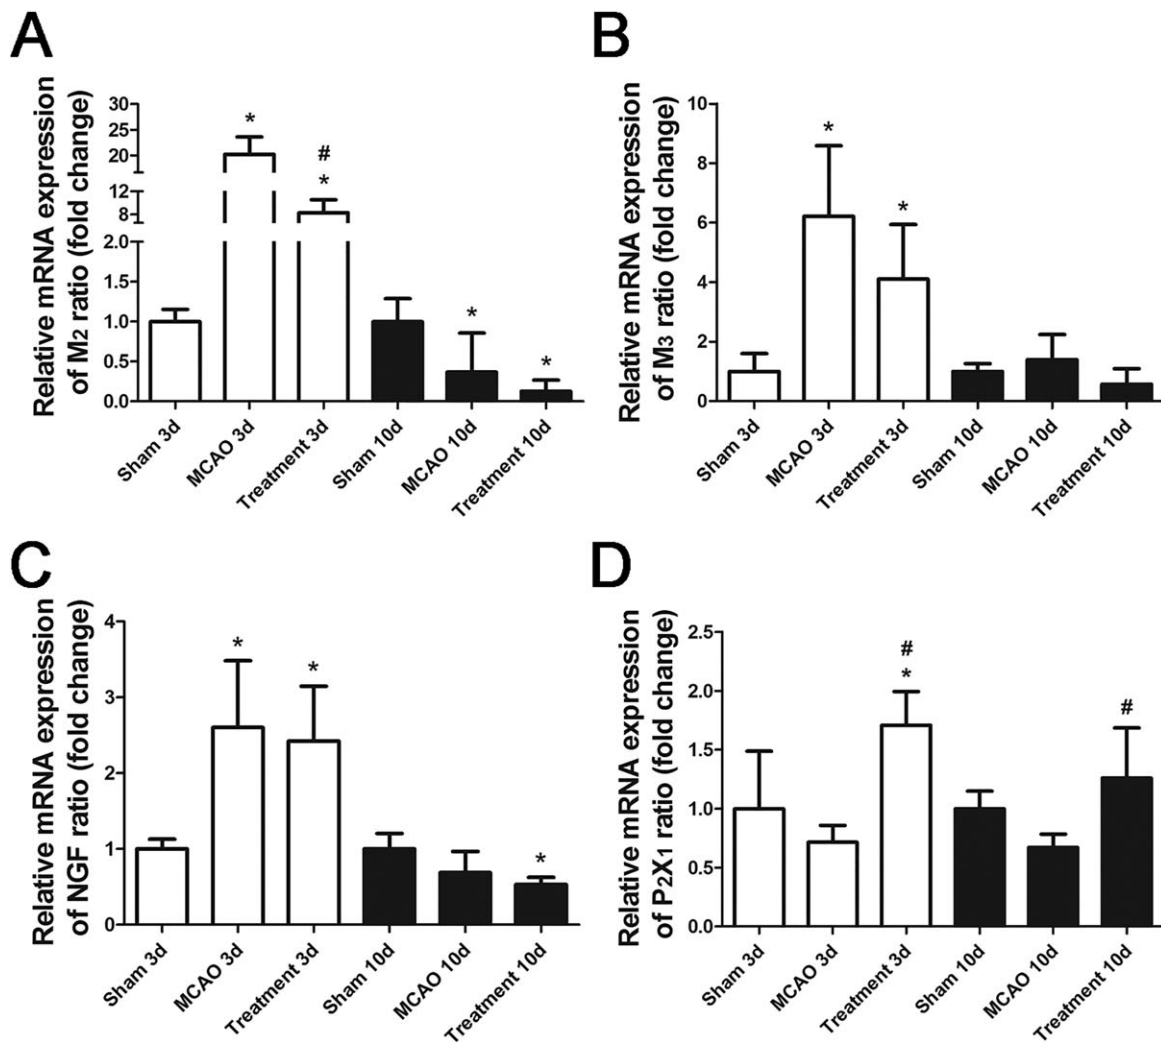 A
Relative mRNA expression
of M2 ratio (fold change)
30
25
20
12
8
2.0
1.5
1.0
0.5
0.0
*
#
*
*
*
Sham 3d
MCAO 3d
Treatment 3d
Sham 10d
MCAO 10d
Treatment 10d
B
Relative mRNA expression
of M3 ratio (fold change)
10
8
6
4
2
0
*
*
Sham 3d
MCAO 3d
Treatment 3d
Sham 10d
MCAO 10d
Treatment 10d
C
Relative mRNA expression
of NGF ratio (fold change)
4
3
2
1
0
*
*
*
Sham 3d
MCAO 3d
Treatment 3d
Sham 10d
MCAO 10d
Treatment 10d
D
Relative mRNA expression
of P2X1 ratio (fold change)
2.5
2.0
1.5
1.0
0.5
0.0
#
*
#
Sham 3d
MCAO 3d
Treatment 3d
Sham 10d
MCAO 10d
Treatment 10d